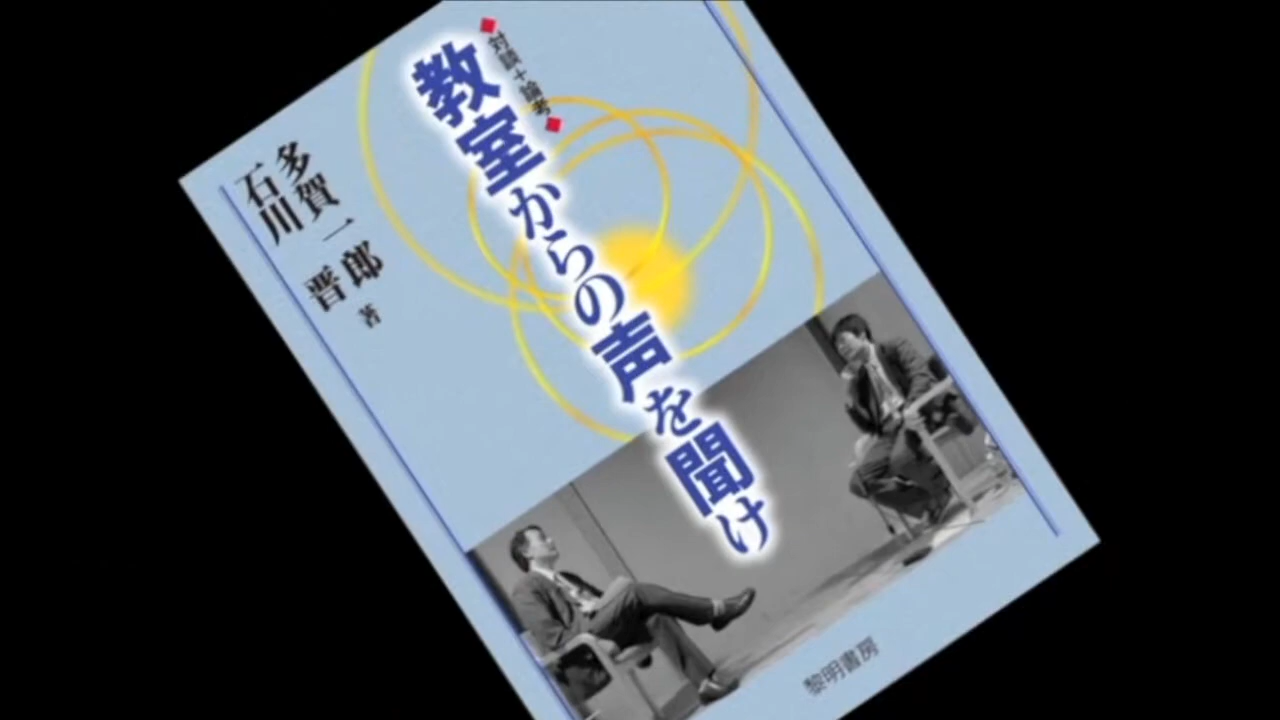 ◆対談+論考◆
教室からの声を聞け
多賀一郎
石川 晋 著
黎明書房